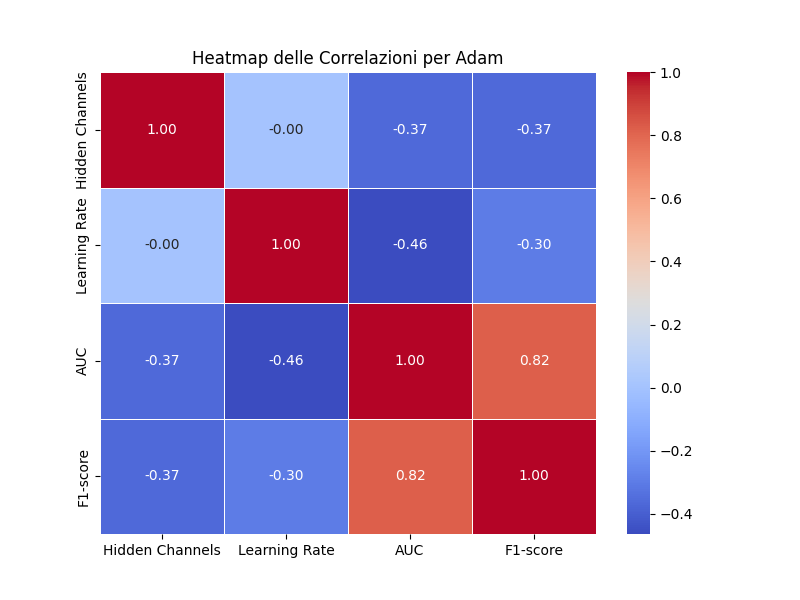 Heatmap delle Correlazioni per Adam
Hidden Channels
1.00
-0.00
-0.37
-0.37
Learning Rate
-0.00
1.00
-0.46
-0.30
AUC
-0.37
-0.46
1.00
0.82
F1-score
-0.37
-0.30
0.82
1.00
Hidden Channels
Learning Rate
AUC
F1-score
1.0
0.8
0.6
0.4
0.2
0.0
−0.2
−0.4